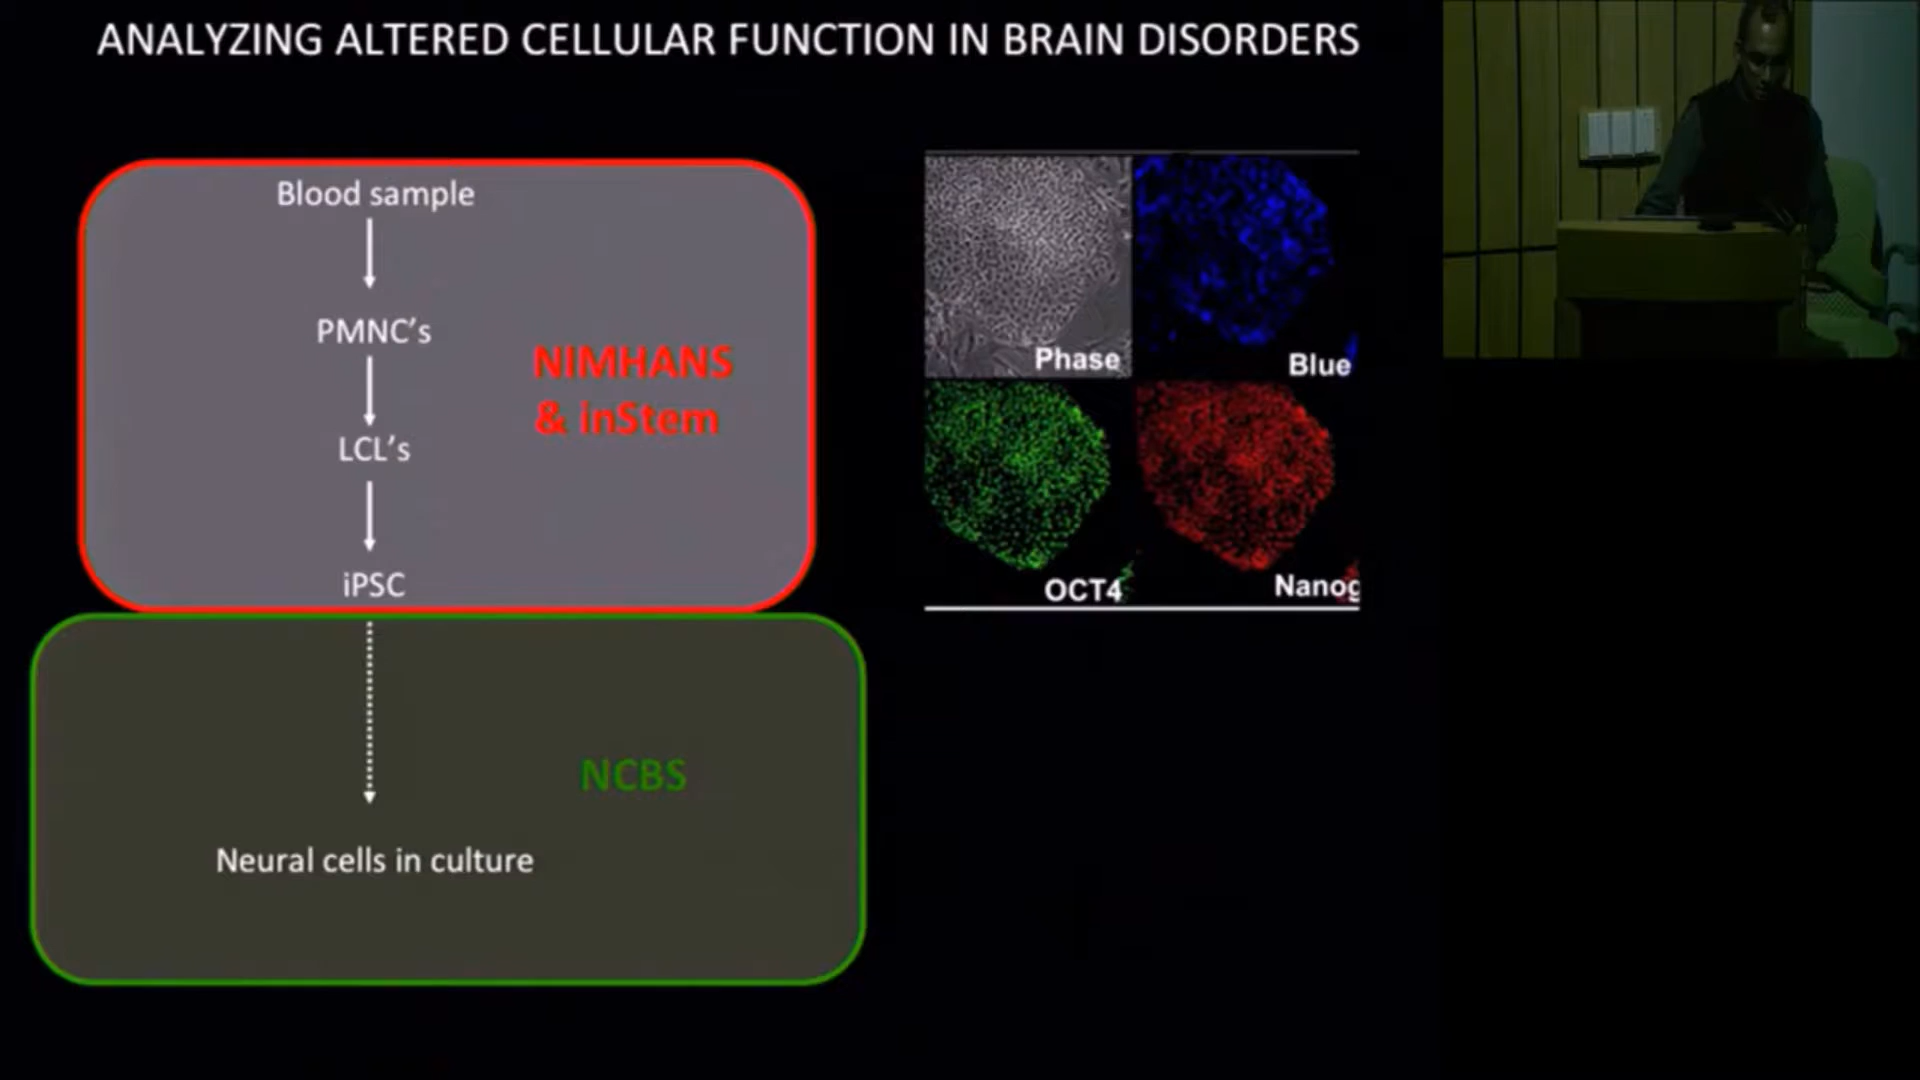 ANALYZING ALTERED CELLULAR FUNCTION IN BRAIN DISORDERS
Blood sample
PMNC's
LCL's
iPSC
NIMHANS
& inStem
NCBS
Neural cells in culture
Phase
Blue
OCT4
Nanog